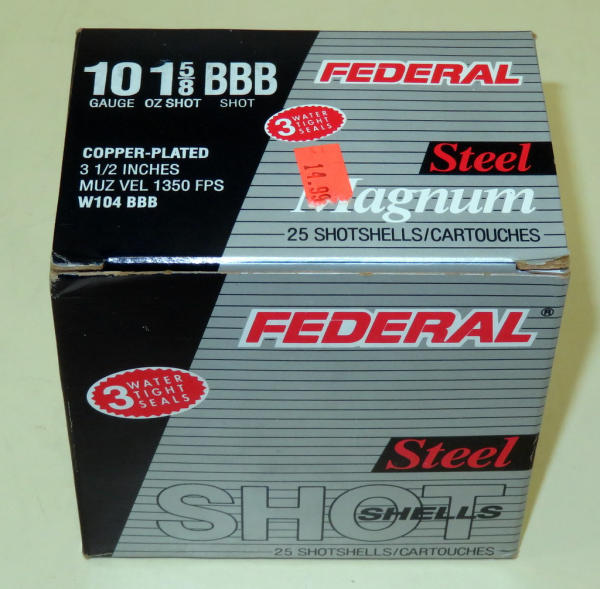 10 1 5/8 BBB
GAUGE OZ SHOT SHOT
FEDERAL
3 WATER TIGHT SEALS
COPPER-PLATED
3 1/2 INCHES
MUZ VEL 1350 FPS
W104 BBB
14.99
Steel
Magnum
25 SHOTSHELLS/CARTOUCHES
FEDERAL®
3 WATER TIGHT SEALS
Steel
SHOT
SHELLS
25 SHOTSHELLS/CARTOUCHES